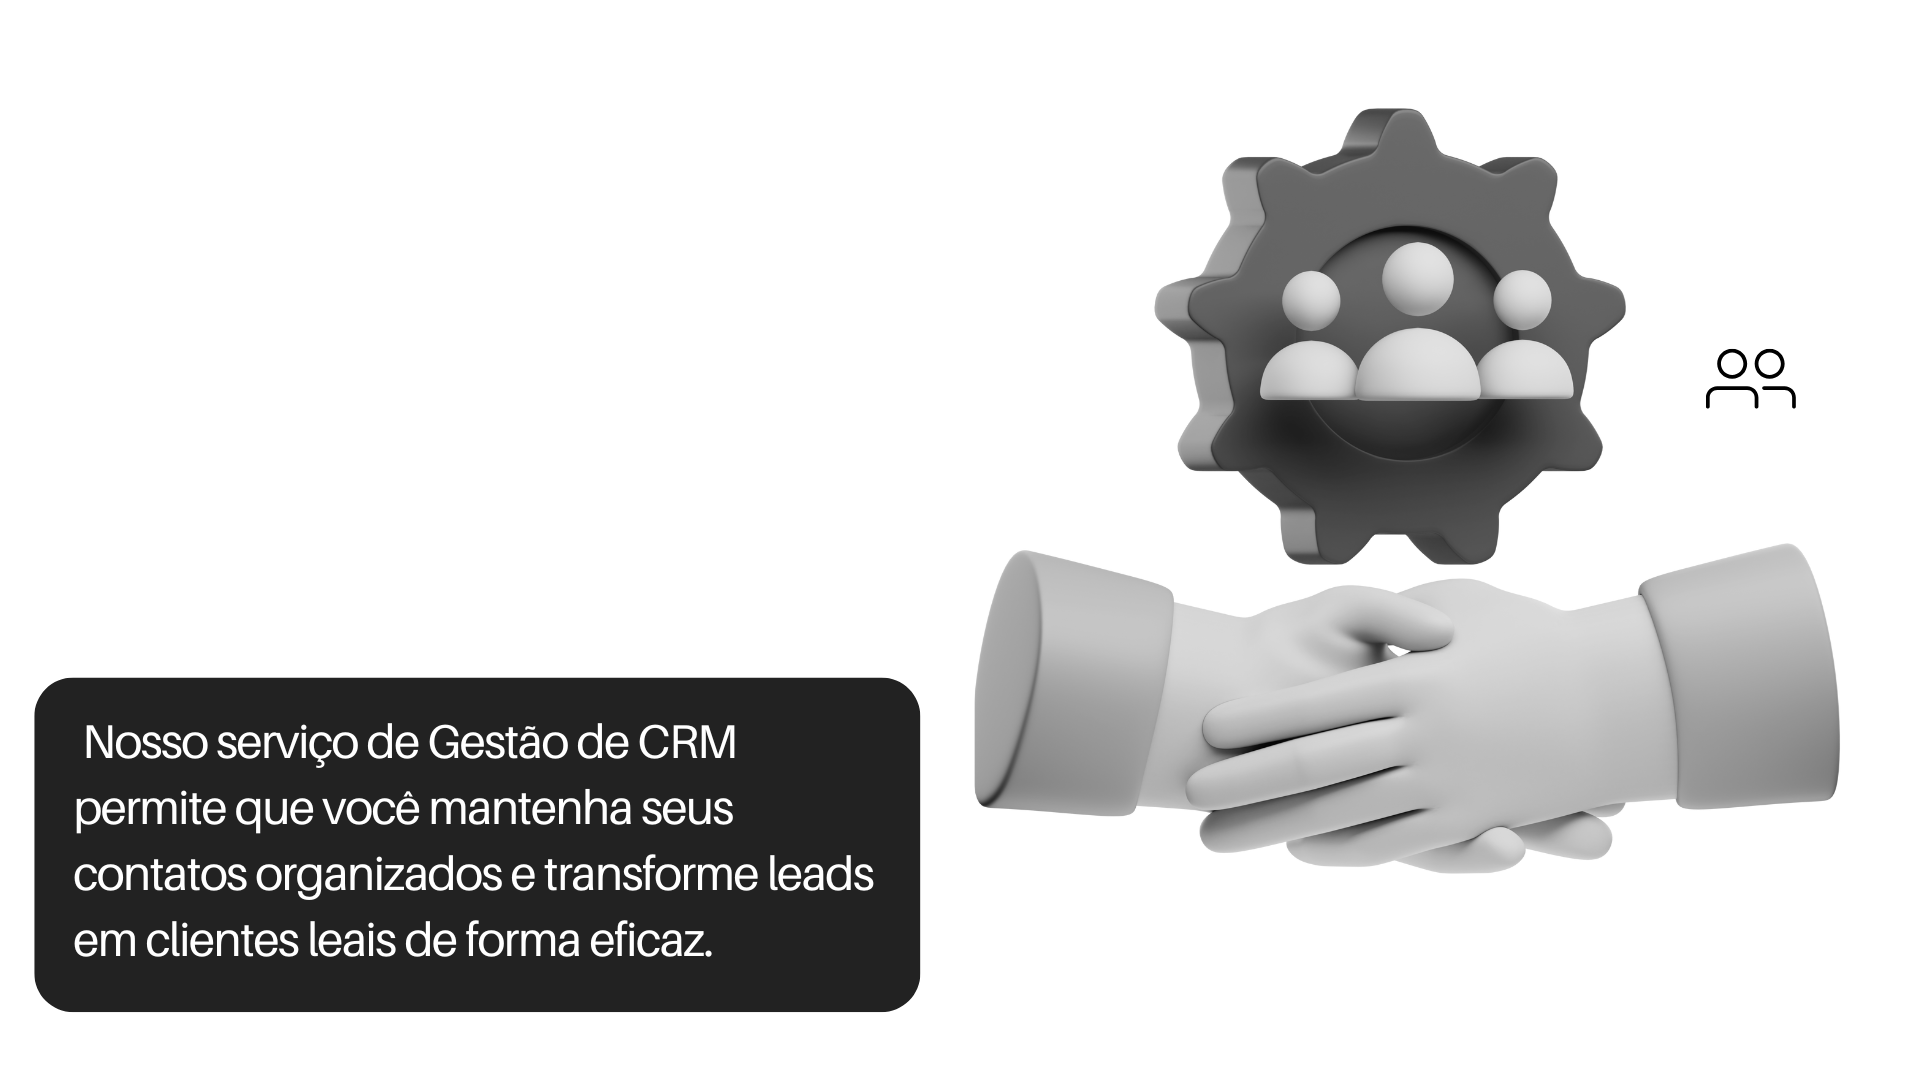 Nosso serviço de Gestão de CRM
permite que você mantenha seus
contatos organizados e transforme leads
em clientes leais de forma eficaz.